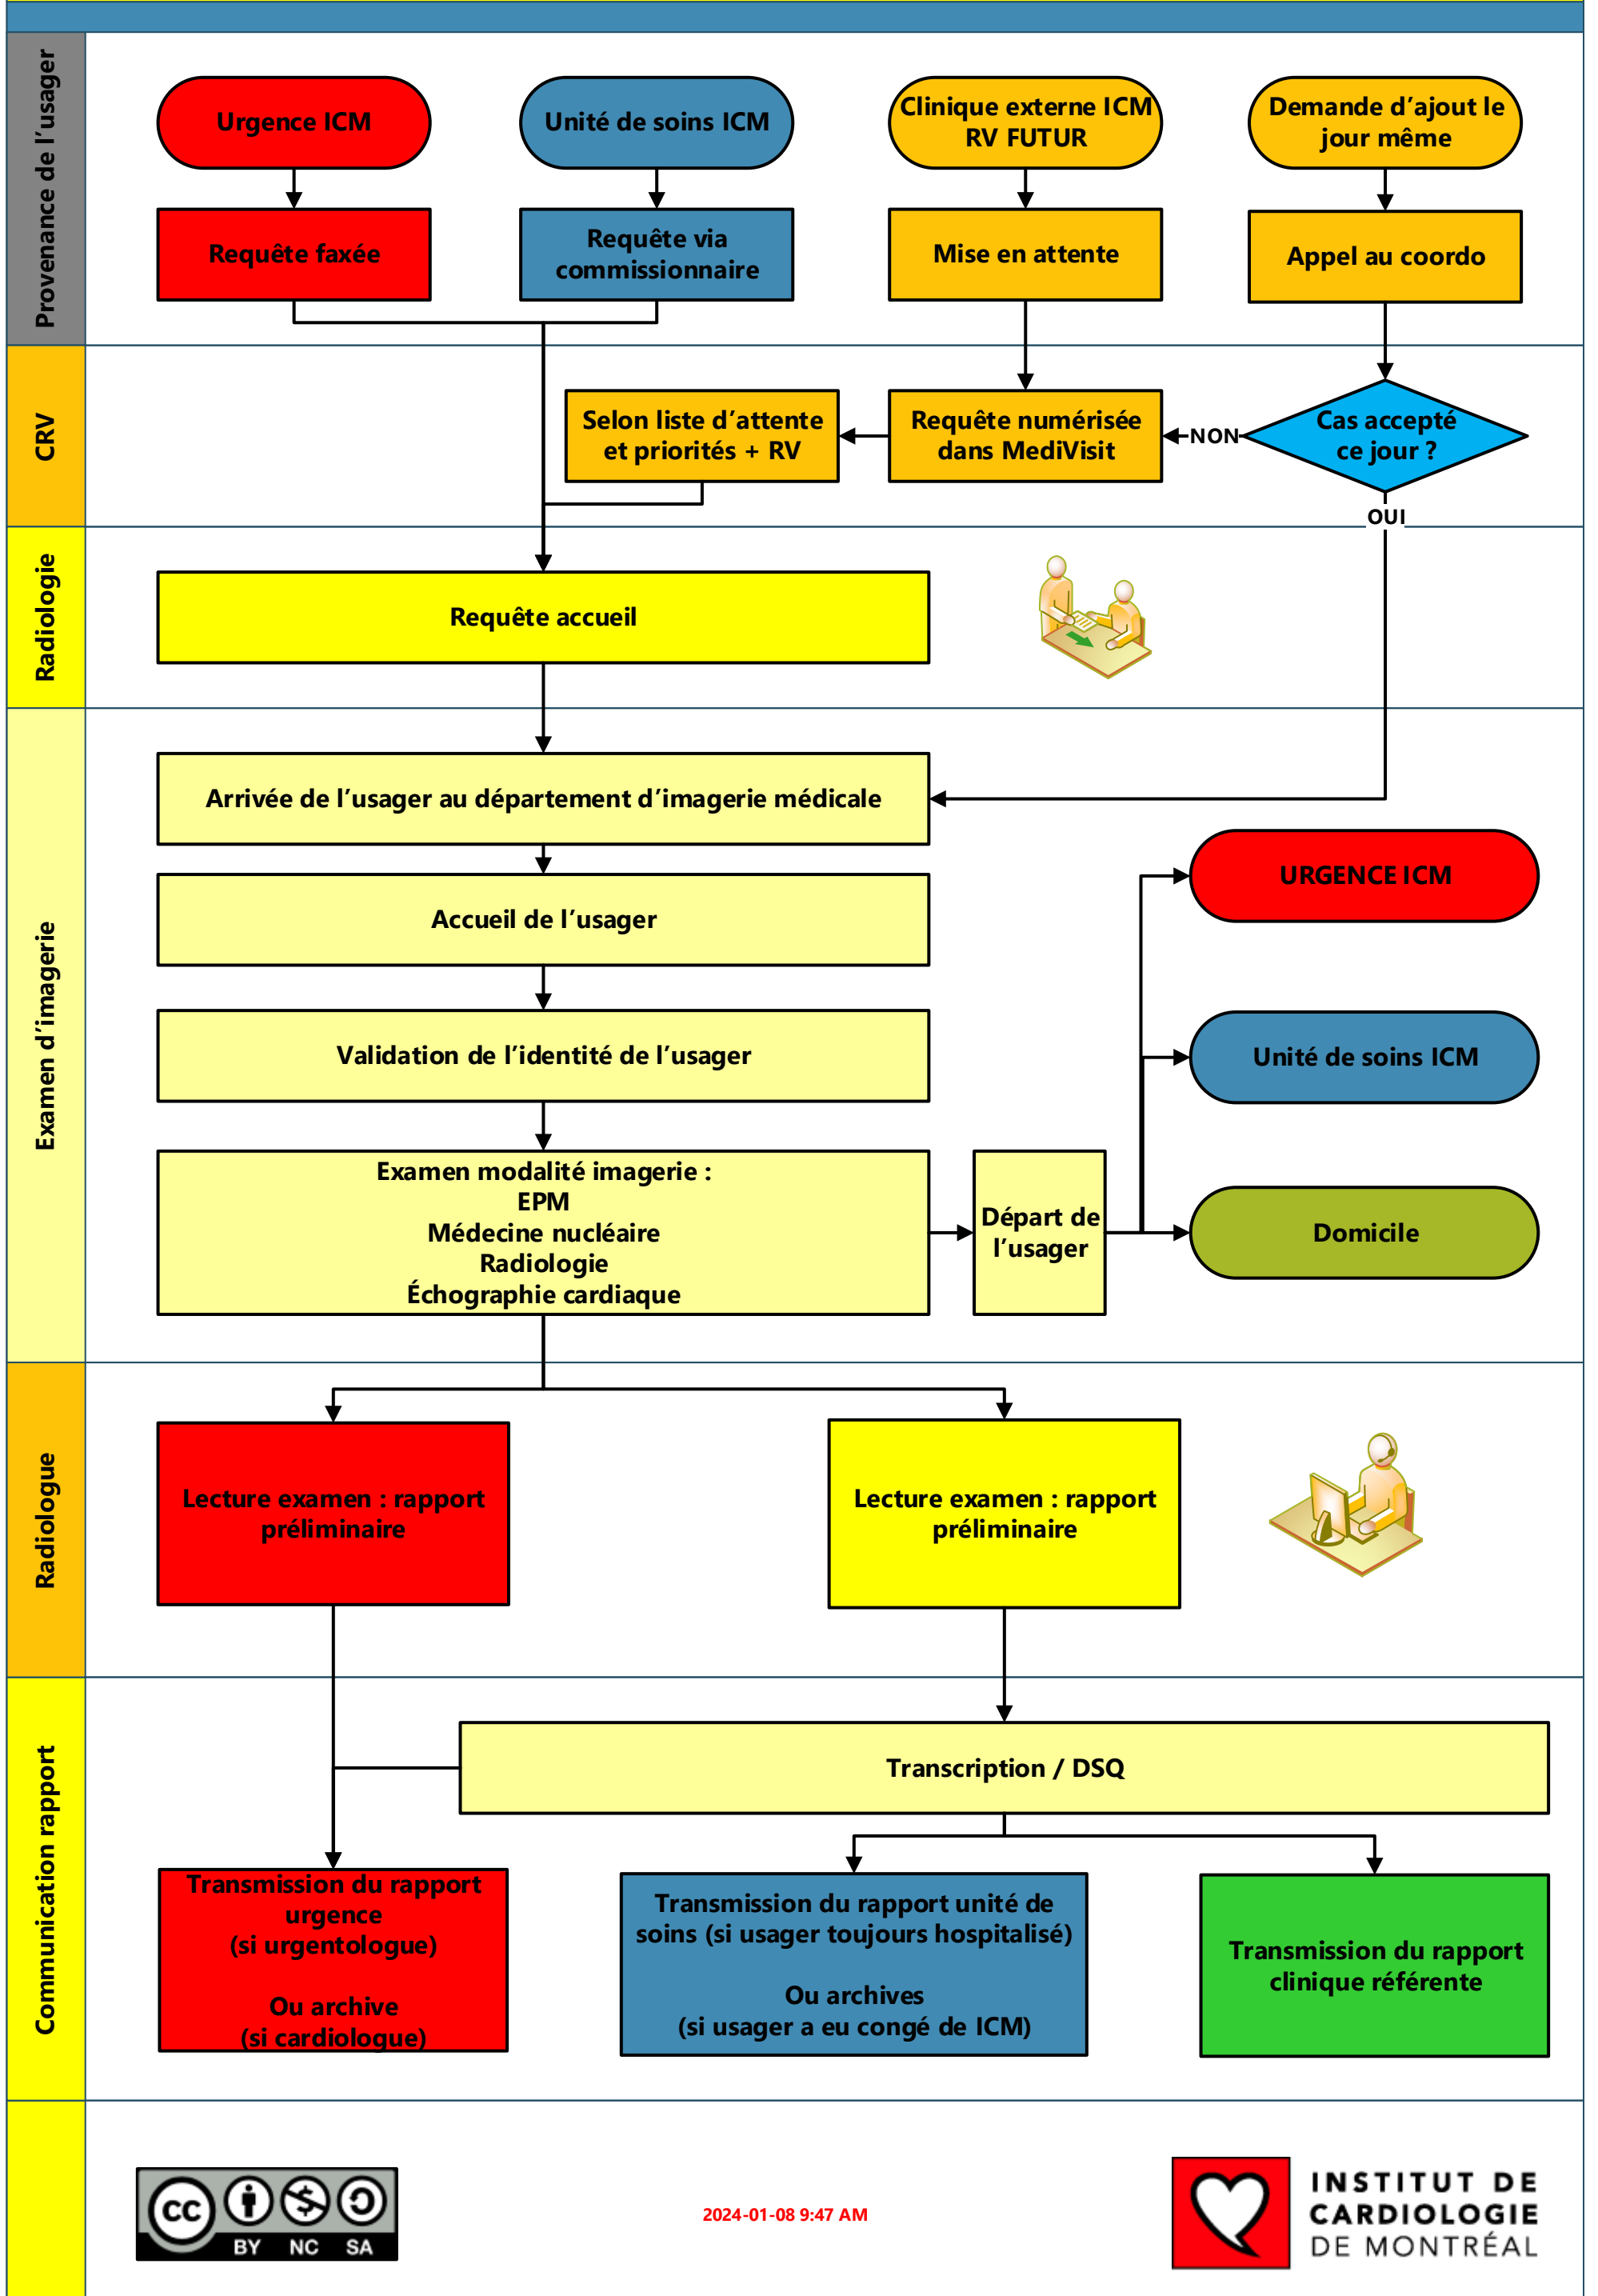 Provenance de l’usager
Urgence ICM
Unité de soins ICM
Clinique externe ICM
RV FUTUR
Demande d’ajout le
jour même
Requête faxée
Requête via
commissionnaire
Mise en attente
Appel au coordo
CRV
Selon liste d’attente
et priorités + RV
Requête numérisée
dans MediVisit
NON
Cas accepté
ce jour ?
OUI
Radiologie
Requête accueil
Examen d’imagerie
Arrivée de l’usager au département d’imagerie médicale
Accueil de l’usager
Validation de l’identité de l’usager
Examen modalité imagerie :
EPM
Médecine nucléaire
Radiologie
Échographie cardiaque
Départ de
l’usager
URGENCE ICM
Unité de soins ICM
Domicile
Radiologue
Lecture examen : rapport
préliminaire
Lecture examen : rapport
préliminaire
Communication rapport
Transcription / DSQ
Transmission du rapport
urgence
(si urgentologue)
Ou archive
(si cardiologue)
Transmission du rapport unité de
soins (si usager toujours hospitalisé)
Ou archives
(si usager a eu congé de ICM)
Transmission du rapport
clinique référente
cc
BY NC SA
2024-01-08 9:47 AM
INSTITUT DE
CARDIOLOGIE
DE MONTRÉAL